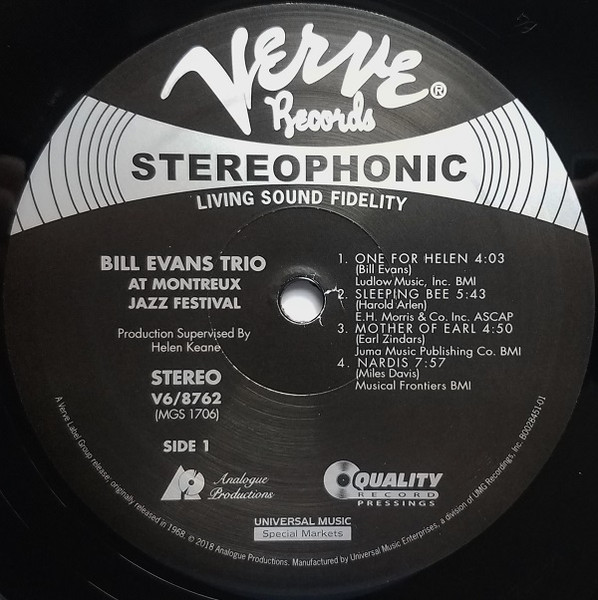 Verve®
Records
STEREOPHONIC
LIVING SOUND FIDELITY
BILL EVANS TRIO
AT MONTREUX
JAZZ FESTIVAL
Production Supervised By
Helen Keane
STEREO
V6/8762
(MGS 1706)
SIDE 1
1. ONE FOR HELEN 4:03
(Bill Evans)
Ludlow Music, Inc. BMI
2. SLEEPING BEE 5:43
(Harold Arlen)
E.H. Morris & Co. Inc. ASCAP
3. MOTHER OF EARL 4:50
(Earl Zindars)
Juma Music Publishing Co. BMI
4. NARDIS 7:57
(Miles Davis)
Musical Frontiers BMI
AP
Analogue
Productions
QUALITY
RECORD
PRESSINGS
UNIVERSAL MUSIC
Special Markets
A Verve Label Group release, originally released in 1968. © 2018 Analogue Productions. Manufactured by Universal Music Enterprises, a division of UMG Recordings, Inc. B0028451-01